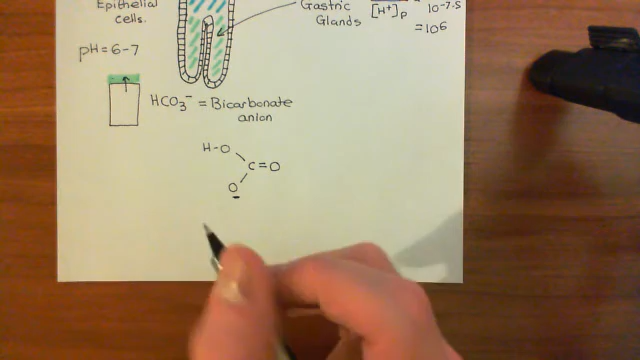 Epithelial
cells.
pH = 6-7
HCO₃⁻ = Bicarbonate
anion
Gastric
Glands
[H⁺]p
10^-7.5
= 10⁶
H-O
C=O
O